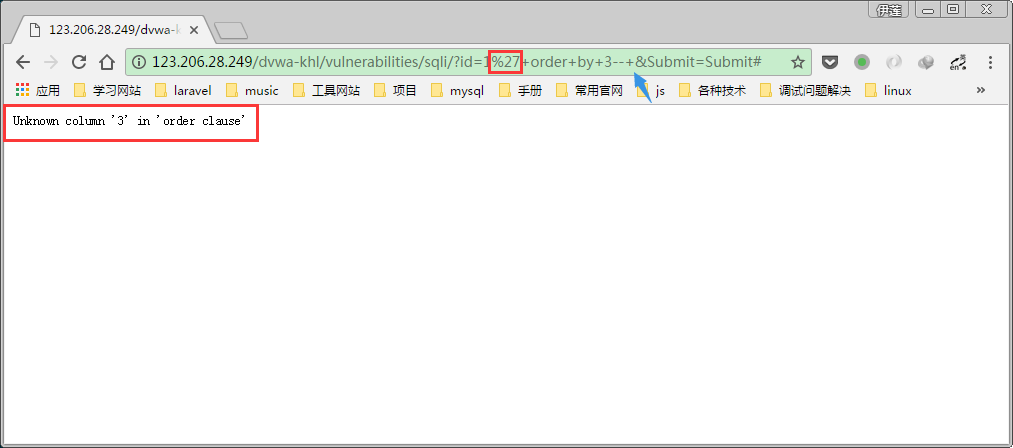 伊莲
123.206.28.249/dvwa-k
123.206.28.249/dvwa-khl/vulnerabilities/sqli/?id=1%27+order+by+3--+&Submit=Submit#
en
应用 学习网站 laravel music 工具网站 项目 mysql 手册 常用官网 js 各种技术 调试问题解决 linux »
Unknown column '3' in 'order clause'